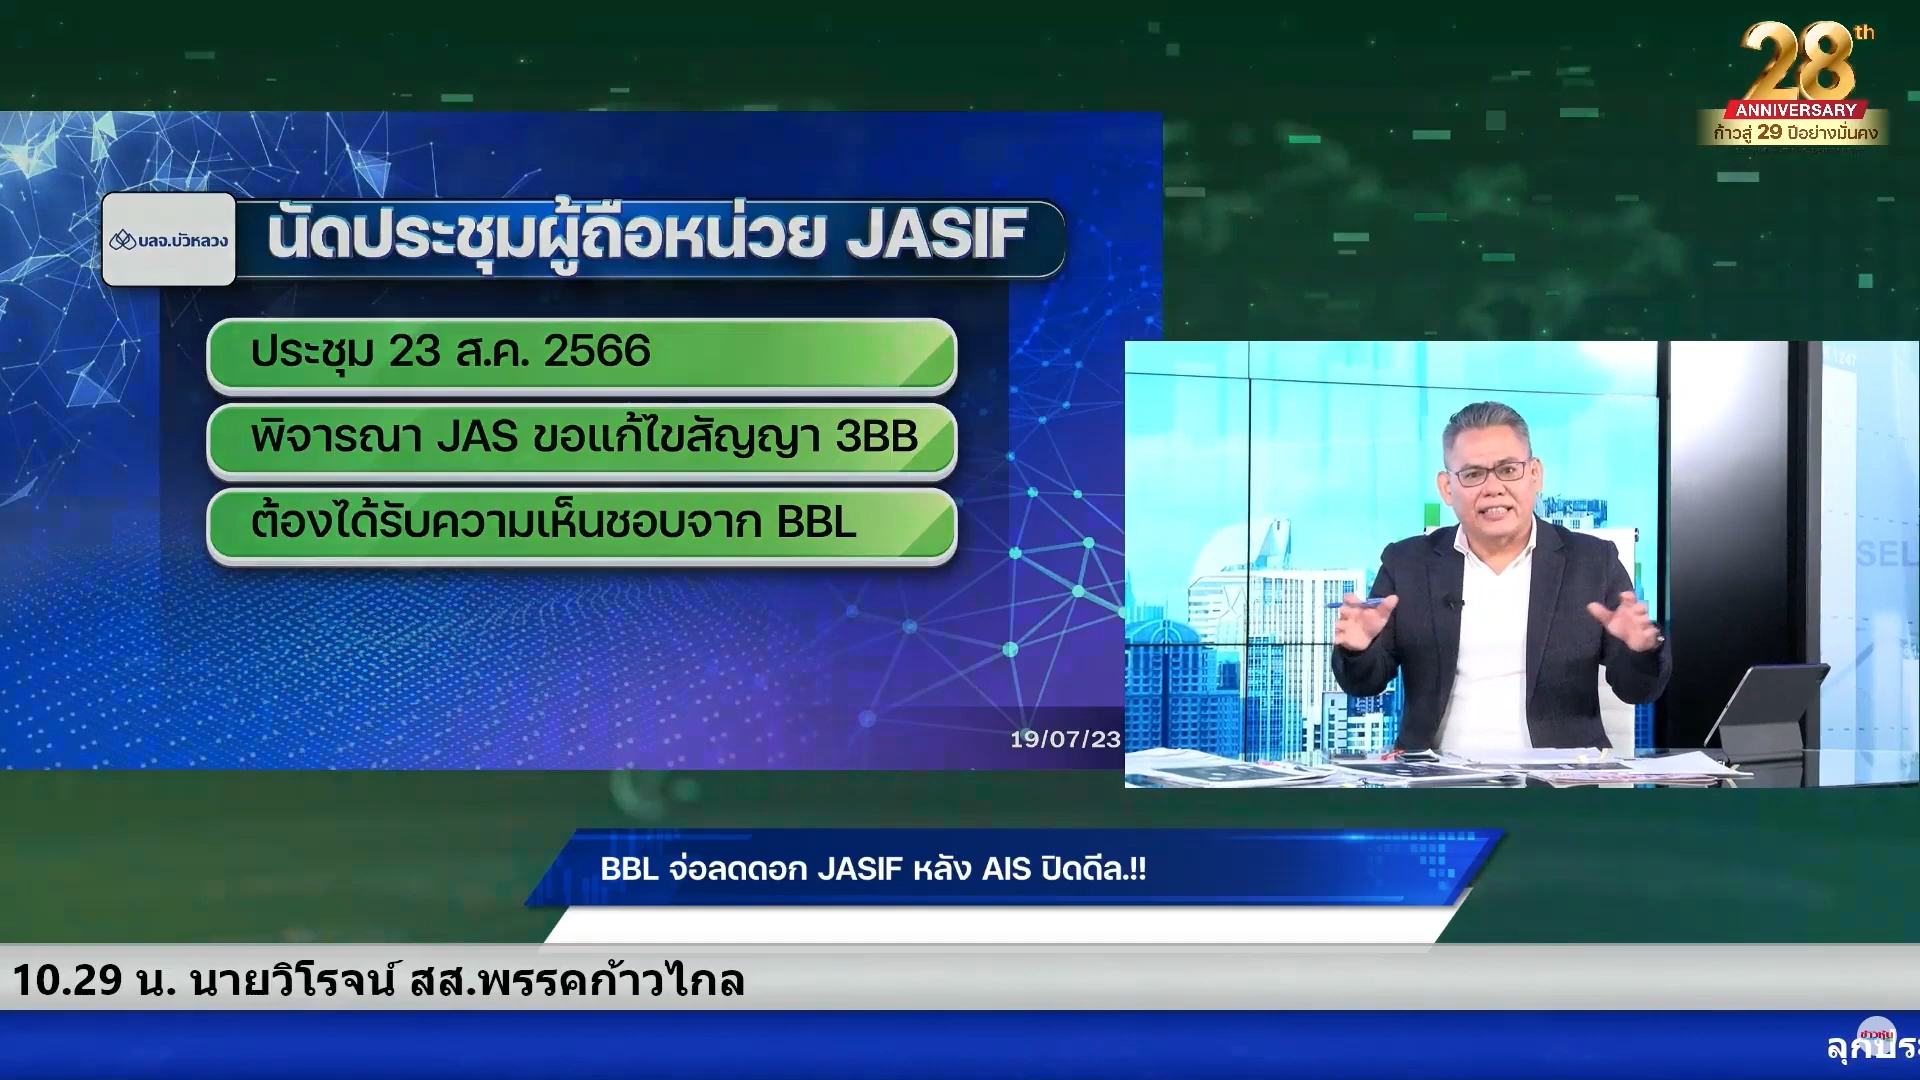 28th
ANNIVERSARY
ก้าวสู่ 29 ปีอย่างมั่นคง
บลจ.บัวหลวง
นัดประชุมผู้ถือหน่วย JASIF
ประชุม 23 ส.ค. 2566
พิจารณา JAS ขอแก้ไขสัญญา 3BB
ต้องได้รับความเห็นชอบจาก BBL
19/07/23
SEL
BBL จ่อลดดอก JASIF หลัง AIS ปิดดีล.!!
10.29 น. นายวิโรจน์ สส.พรรคก้าวไกล
ข่าวหุ้น